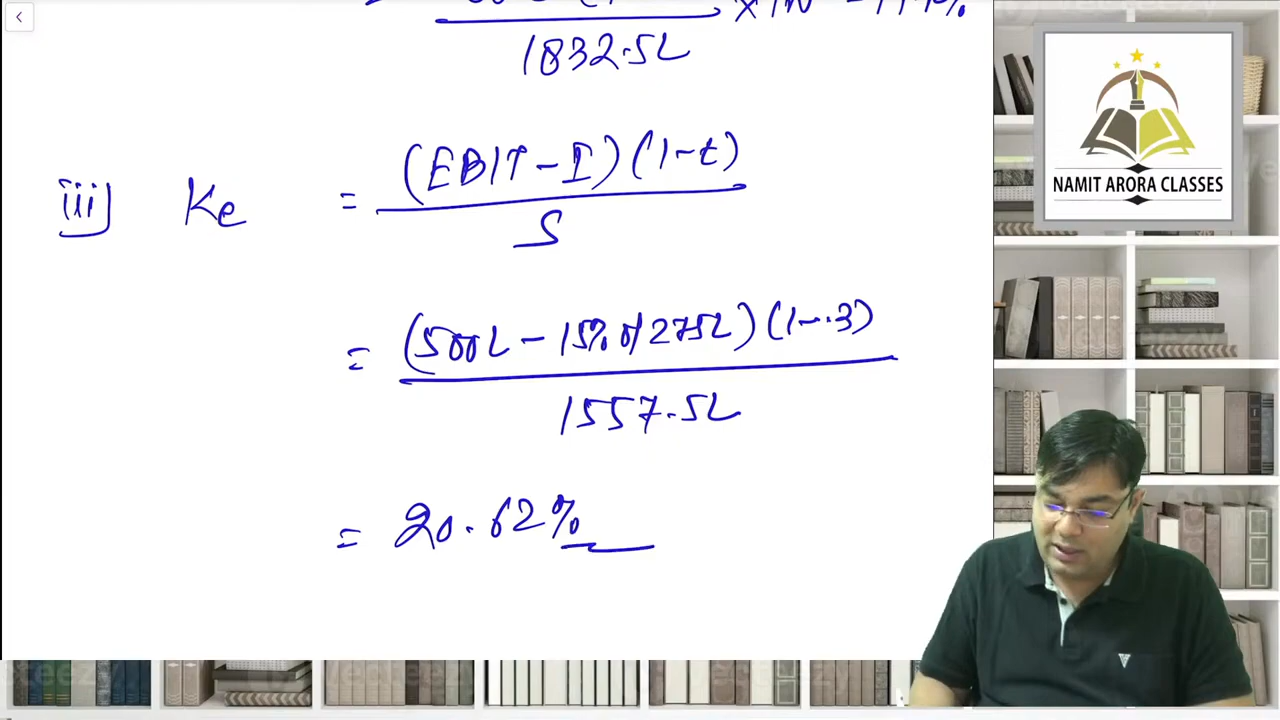 1832.5L
iii) Ke = (EBIT - I)(1-t)
S
= (500L - 15% of 275L)(1-.3)
1557.5L
= 20.62%
NAMIT ARORA CLASSES